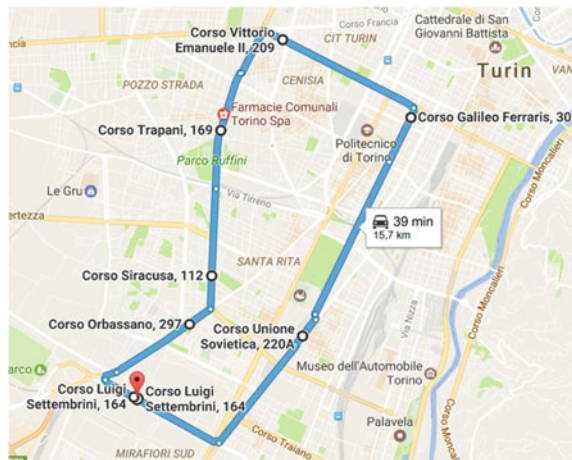 Corso Vittorio
Emanuele II, 209
CIT TURIN
Corso Francia
Cattedrale di San
Giovanni Battista
Turin
POZZO STRADA
CENISIA
Farmacie Comunali
Torino Spa
Corso Trapani, 169
Corso Galileo Ferraris, 30
Politecnico
di Torino
Parco Ruffini
Le Gru
Via Tirreno
Corso Moncalieri
39 min
15,7 km
SANTA RITA
Corso Siracusa, 112
Corso Moncalieri
Via Nizza
Corso Orbassano, 297
Corso Unione
Sovietica, 220A
Museo dell'Automobile
Torino
Corso Luigi
Settembrini, 164
Corso Luigi
Settembrini, 164
Palavela
Corso Traiano
MIRAFIORI SUD